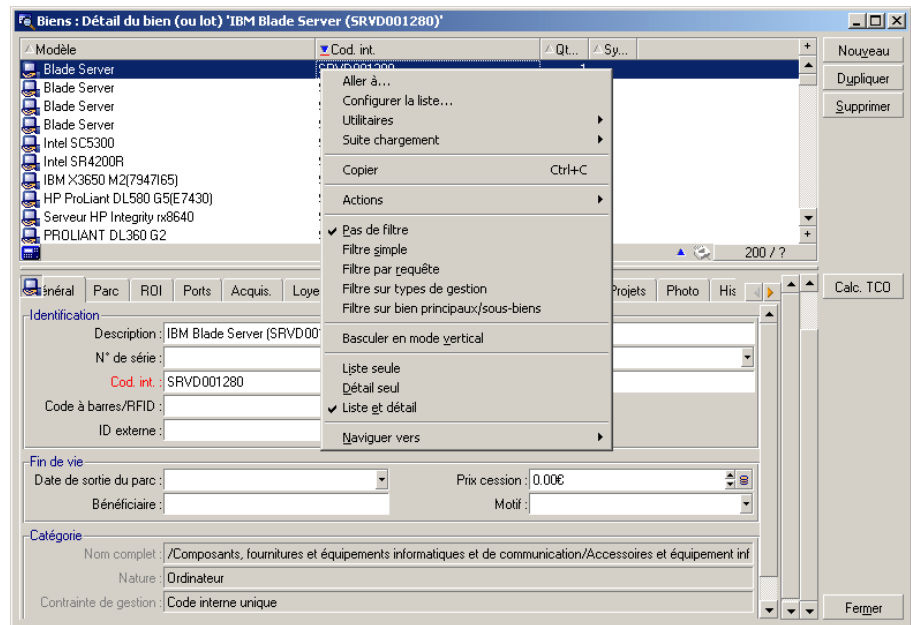 Biens : Détail du bien (ou lot) 'IBM Blade Server (SRVD001280)'
Modèle Cod. int. Qt... Sy... +
Nouveau
Blade Server SRVD001280 1
Dupliquer
Blade Server
Blade Server
Supprimer
Blade Server
Intel SC5300
Intel SR4200R
IBM X3650 M2(7947I65)
HP ProLiant DL580 G5(E7430)
Serveur HP Integrity rx8640
PROLIANT DL360 G2 +
200 / ?
Aller à...
Configurer la liste...
Utilitaires
Suite chargement
Copier Ctrl+C
Actions
Pas de filtre
Filtre simple
Filtre par requête
Filtre sur types de gestion
Filtre sur bien principaux/sous-biens
Basculer en mode vertical
Liste seule
Détail seul
Liste et détail
Naviguer vers
énéral Parc ROI Ports Acquis. Loye Projets Photo His
Calc. TCO
Identification
Description : IBM Blade Server (SRVD00
N° de série :
Cod. int. : SRVD001280
Code à barres/RFID :
ID externe :
Fin de vie
Date de sortie du parc : Prix cession : 0.00€
Bénéficiaire : Motif :
Catégorie
Nom complet : /Composants, fournitures et équipements informatiques et de communication/Accessoires et équipement inf
Nature : Ordinateur
Contrainte de gestion : Code interne unique
Fermer